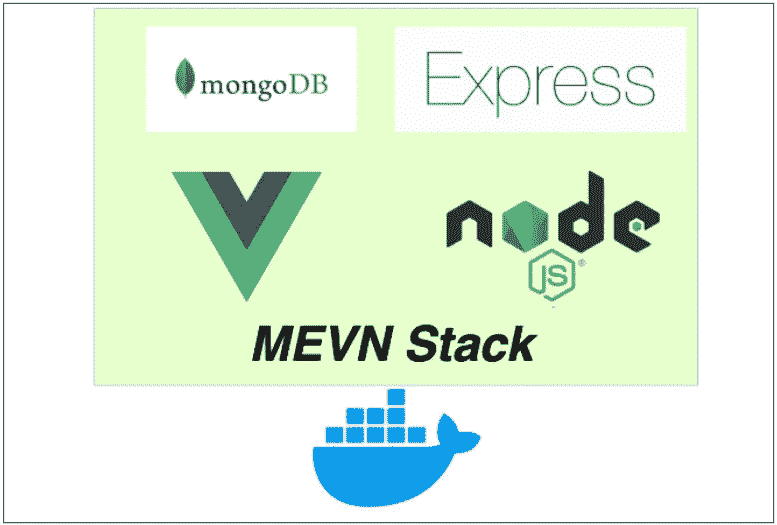 mongoDB
Express
node
JS®
MEVN Stack